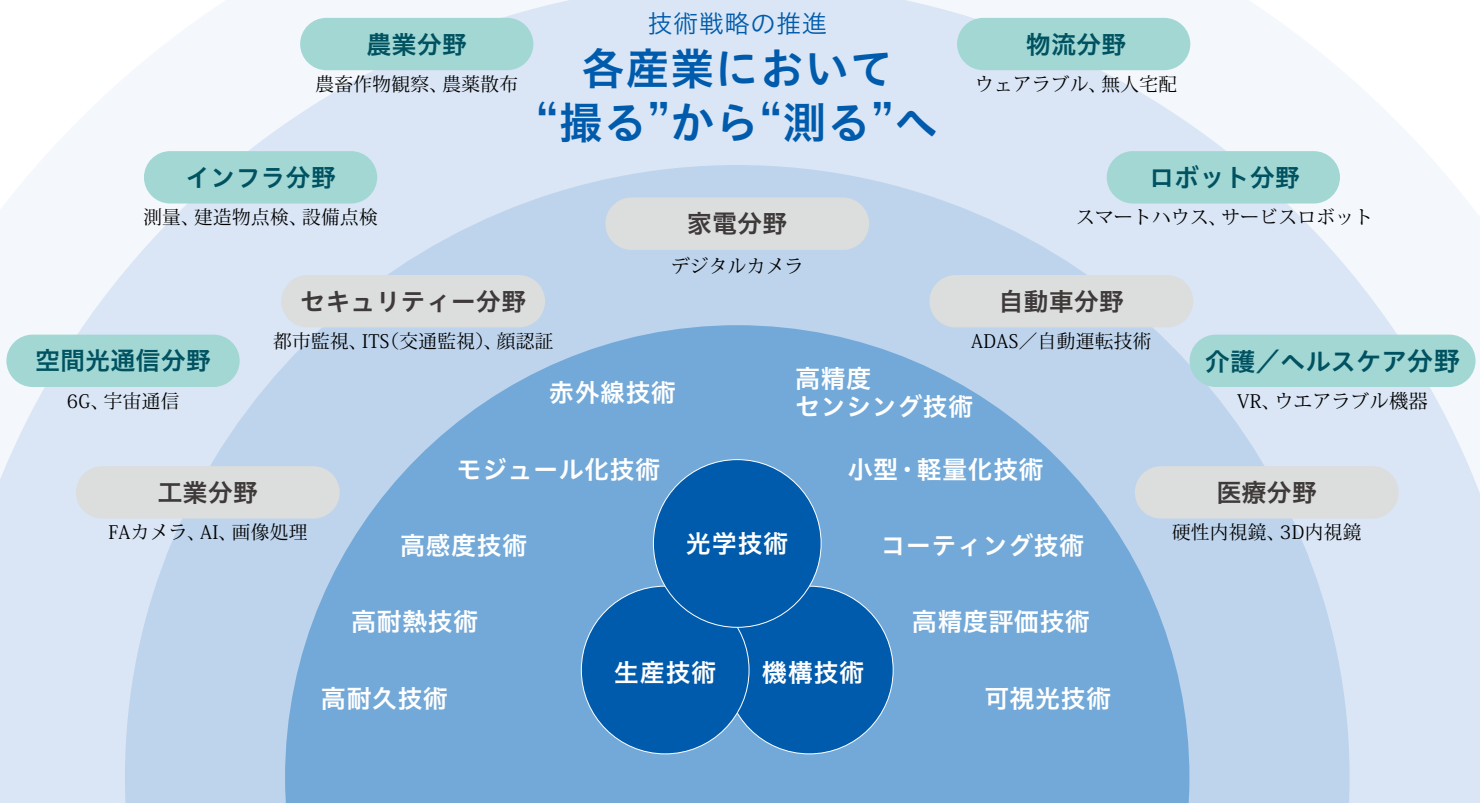 技術戦略の推進
各産業において
“撮る”から“測る”へ
農業分野
農畜作物観察、農薬散布
物流分野
ウェアラブル、無人宅配
インフラ分野
測量、建造物点検、設備点検
ロボット分野
スマートハウス、サービスロボット
家電分野
デジタルカメラ
セキュリティー分野
都市監視、ITS（交通監視）、顔認証
自動車分野
ADAS／自動運転技術
空間光通信分野
6G、宇宙通信
介護／ヘルスケア分野
VR、ウエアラブル機器
工業分野
FAカメラ、AI、画像処理
医療分野
硬性内視鏡、3D内視鏡
赤外線技術
高精度
センシング技術
モジュール化技術
小型・軽量化技術
高感度技術
コーティング技術
高耐熱技術
高精度評価技術
高耐久技術
可視光技術
光学技術
生産技術
機構技術